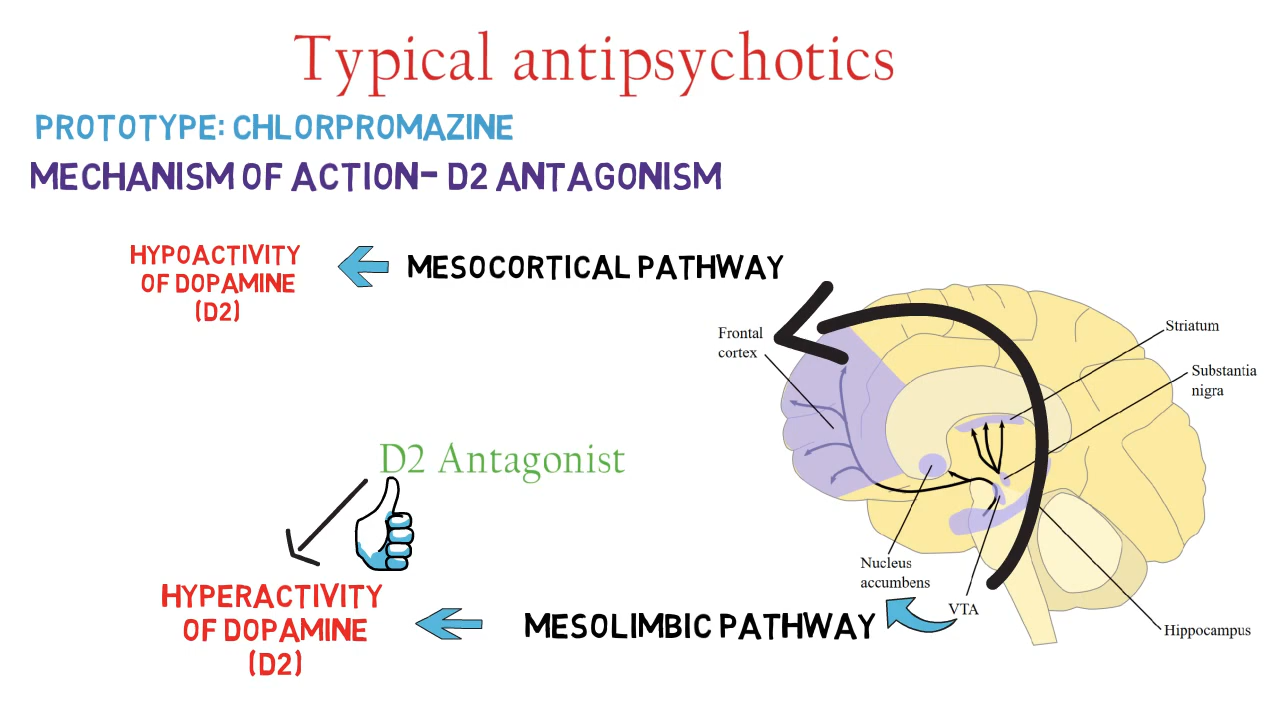 Typical antipsychotics
PROTOTYPE: CHLORPROMAZINE
MECHANISM OF ACTION- D2 ANTAGONISM
HYPOACTIVITY
OF DOPAMINE
(D2)
MESOCORTICAL PATHWAY
Frontal
cortex
Striatum
Substantia
nigra
D2 Antagonist
HYPERACTIVITY
OF DOPAMINE
(D2)
MESOLIMBIC PATHWAY
Nucleus
accumbens
VTA
Hippocampus